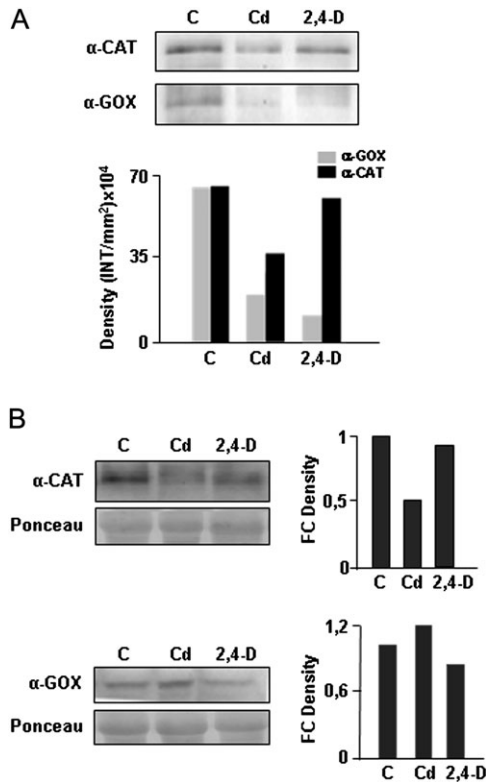 A
C Cd 2,4-D
α-CAT
α-GOX
α-GOX
α-CAT
Density (INT/mm²)x10⁴
70
35
0
C Cd 2,4-D
B
C Cd 2,4-D
α-CAT
Ponceau
FC Density
1
0,5
0
C Cd 2,4-D
C Cd 2,4-D
α-GOX
Ponceau
FC Density
1,2
0,6
0
C Cd 2,4-D